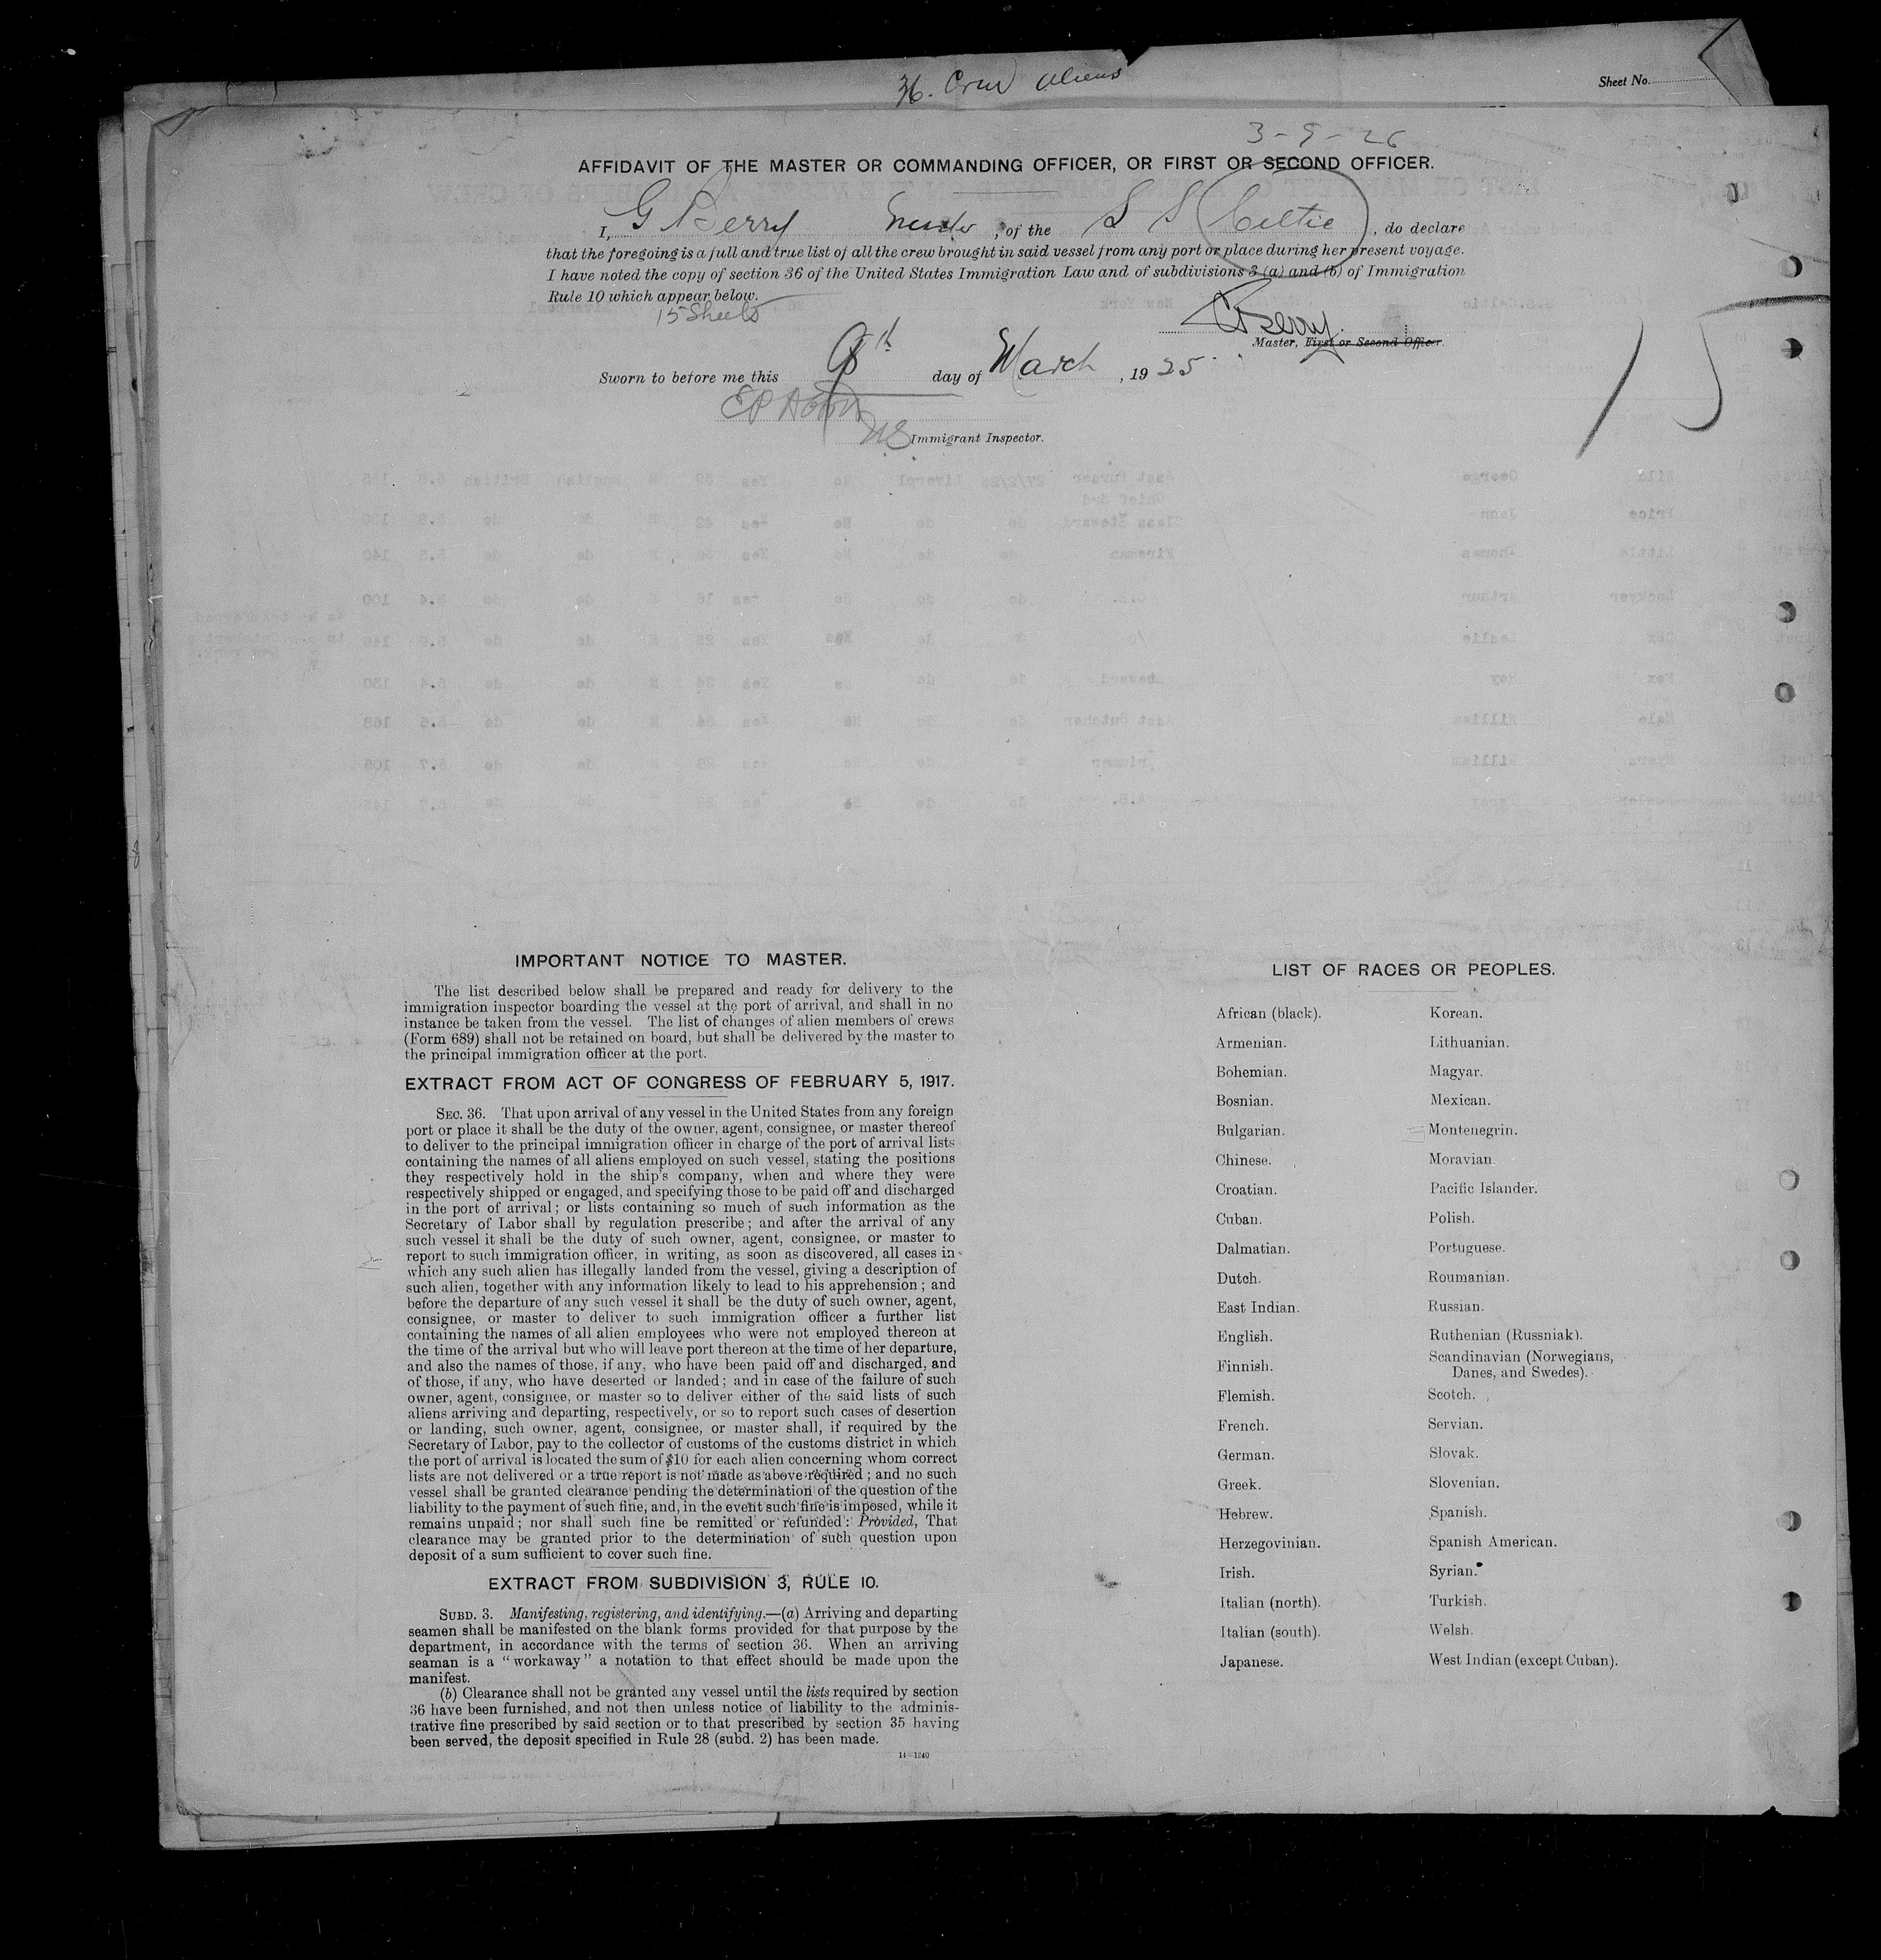 36. Crew Aliens
Sheet No.
3-9-26
AFFIDAVIT OF THE MASTER OR COMMANDING OFFICER, OR FIRST OR SECOND OFFICER.
I, G Berry Master, of the S S Celtic, do declare
that the foregoing is a full and true list of all the crew brought in said vessel from any port or place during her present voyage.
I have noted the copy of section 36 of the United States Immigration Law and of subdivisions 3 (a) and (b) of Immigration
Rule 10 which appear below.
15 Sheets
G Berry.
Master, First or Second Officer.
15
Sworn to before me this 9th day of March, 1925
Immigrant Inspector.
IMPORTANT NOTICE TO MASTER.
The list described below shall be prepared and ready for delivery to the
immigration inspector boarding the vessel at the port of arrival, and shall in no
instance be taken from the vessel. The list of changes of alien members of crews
(Form 689) shall not be retained on board, but shall be delivered by the master to
the principal immigration officer at the port.
EXTRACT FROM ACT OF CONGRESS OF FEBRUARY 5, 1917.
SEC. 36. That upon arrival of any vessel in the United States from any foreign
port or place it shall be the duty of the owner, agent, consignee, or master thereof
to deliver to the principal immigration officer in charge of the port of arrival lists
containing the names of all aliens employed on such vessel, stating the positions
they respectively hold in the ship's company, when and where they were
respectively shipped or engaged, and specifying those to be paid off and discharged
in the port of arrival; or lists containing so much of such information as the
Secretary of Labor shall by regulation prescribe; and after the arrival of any
such vessel it shall be the duty of such owner, agent, consignee, or master to
report to such immigration officer, in writing, as soon as discovered, all cases in
which any such alien has illegally landed from the vessel, giving a description of
such alien, together with any information likely to lead to his apprehension; and
before the departure of any such vessel it shall be the duty of such owner, agent,
consignee, or master to deliver to such immigration officer a further list
containing the names of all alien employees who were not employed thereon at
the time of the arrival but who will leave port thereon at the time of her departure,
and also the names of those, if any, who have been paid off and discharged, and
of those, if any, who have deserted or landed; and in case of the failure of such
owner, agent, consignee, or master so to deliver either of the said lists of such
aliens arriving and departing, respectively, or so to report such cases of desertion
or landing, such owner, agent, consignee, or master shall, if required by the
Secretary of Labor, pay to the collector of customs of the customs district in which
the port of arrival is located the sum of $10 for each alien concerning whom correct
lists are not delivered or a true report is not made as above required; and no such
vessel shall be granted clearance pending the determination of the question of the
liability to the payment of such fine, and, in the event such fine is imposed, while it
remains unpaid; nor shall such fine be remitted or refunded: Provided, That
clearance may be granted prior to the determination of such question upon
deposit of a sum sufficient to cover such fine.
EXTRACT FROM SUBDIVISION 3, RULE 10.
SUBD. 3. Manifesting, registering, and identifying.—(a) Arriving and departing
seamen shall be manifested on the blank forms provided for that purpose by the
department, in accordance with the terms of section 36. When an arriving
seaman is a "workaway" a notation to that effect should be made upon the
manifest.
(b) Clearance shall not be granted any vessel until the lists required by section
36 have been furnished, and not then unless notice of liability to the adminis-
trative fine prescribed by said section or to that prescribed by section 35 having
been served, the deposit specified in Rule 28 (subd. 2) has been made.
14—1240
LIST OF RACES OR PEOPLES.
African (black).
Armenian.
Bohemian.
Bosnian.
Bulgarian.
Chinese.
Croatian.
Cuban.
Dalmatian.
Dutch.
East Indian.
English.
Finnish.
Flemish.
French.
German.
Greek.
Hebrew.
Herzegovinian.
Irish.
Italian (north).
Italian (south).
Japanese.
Korean.
Lithuanian.
Magyar.
Mexican.
Montenegrin.
Moravian.
Pacific Islander.
Polish.
Portuguese.
Roumanian.
Russian.
Ruthenian (Russniak).
Scandinavian (Norwegians,
Danes, and Swedes).
Scotch.
Servian.
Slovak.
Slovenian.
Spanish.
Spanish American.
Syrian.
Turkish.
Welsh.
West Indian (except Cuban).